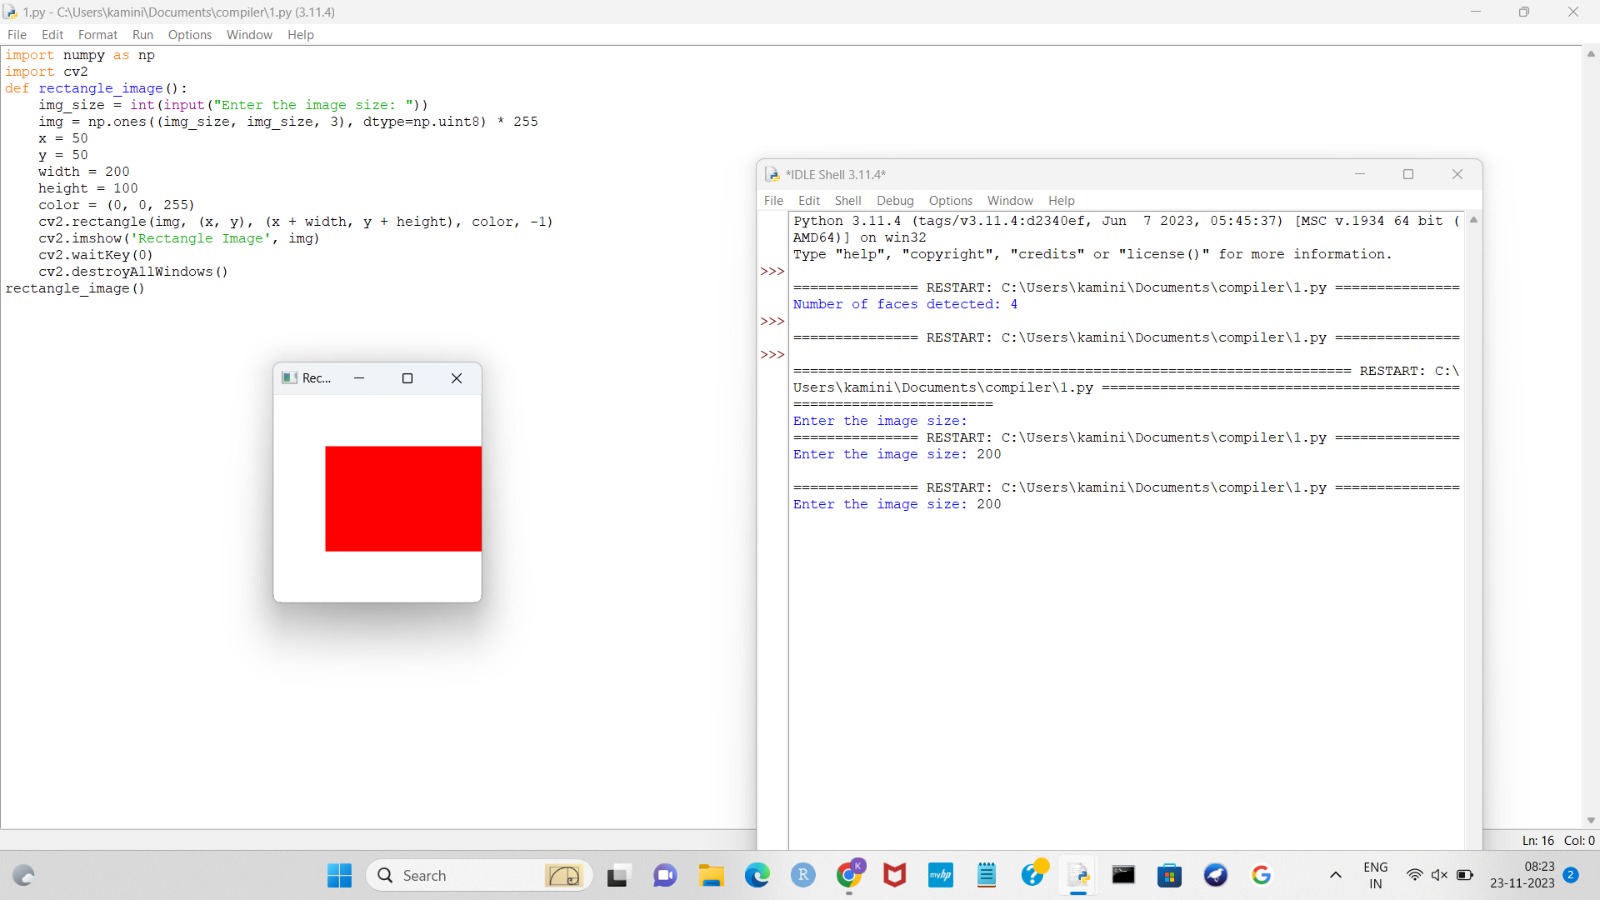 1.py - C:\Users\kamini\Documents\compiler\1.py (3.11.4)
File Edit Format Run Options Window Help
import numpy as np
import cv2
def rectangle_image():
    img_size = int(input("Enter the image size: "))
    img = np.ones((img_size, img_size, 3), dtype=np.uint8) * 255
    x = 50
    y = 50
    width = 200
    height = 100
    color = (0, 0, 255)
    cv2.rectangle(img, (x, y), (x + width, y + height), color, -1)
    cv2.imshow('Rectangle Image', img)
    cv2.waitKey(0)
    cv2.destroyAllWindows()
rectangle_image()
Rec...
*IDLE Shell 3.11.4*
File Edit Shell Debug Options Window Help
Python 3.11.4 (tags/v3.11.4:d2340ef, Jun  7 2023, 05:45:37) [MSC v.1934 64 bit (
AMD64)] on win32
Type "help", "copyright", "credits" or "license()" for more information.
>>>
=============== RESTART: C:\Users\kamini\Documents\compiler\1.py ===============
Number of faces detected: 4
>>>
=============== RESTART: C:\Users\kamini\Documents\compiler\1.py ===============
>>>
=================================================================== RESTART: C:\
Users\kamini\Documents\compiler\1.py ===========================================
========================
Enter the image size:
=============== RESTART: C:\Users\kamini\Documents\compiler\1.py ===============
Enter the image size: 200
=============== RESTART: C:\Users\kamini\Documents\compiler\1.py ===============
Enter the image size: 200
Ln: 16 Col: 0
Search
R
K
myhp
?
G
ENG
IN
08:23
23-11-2023
2